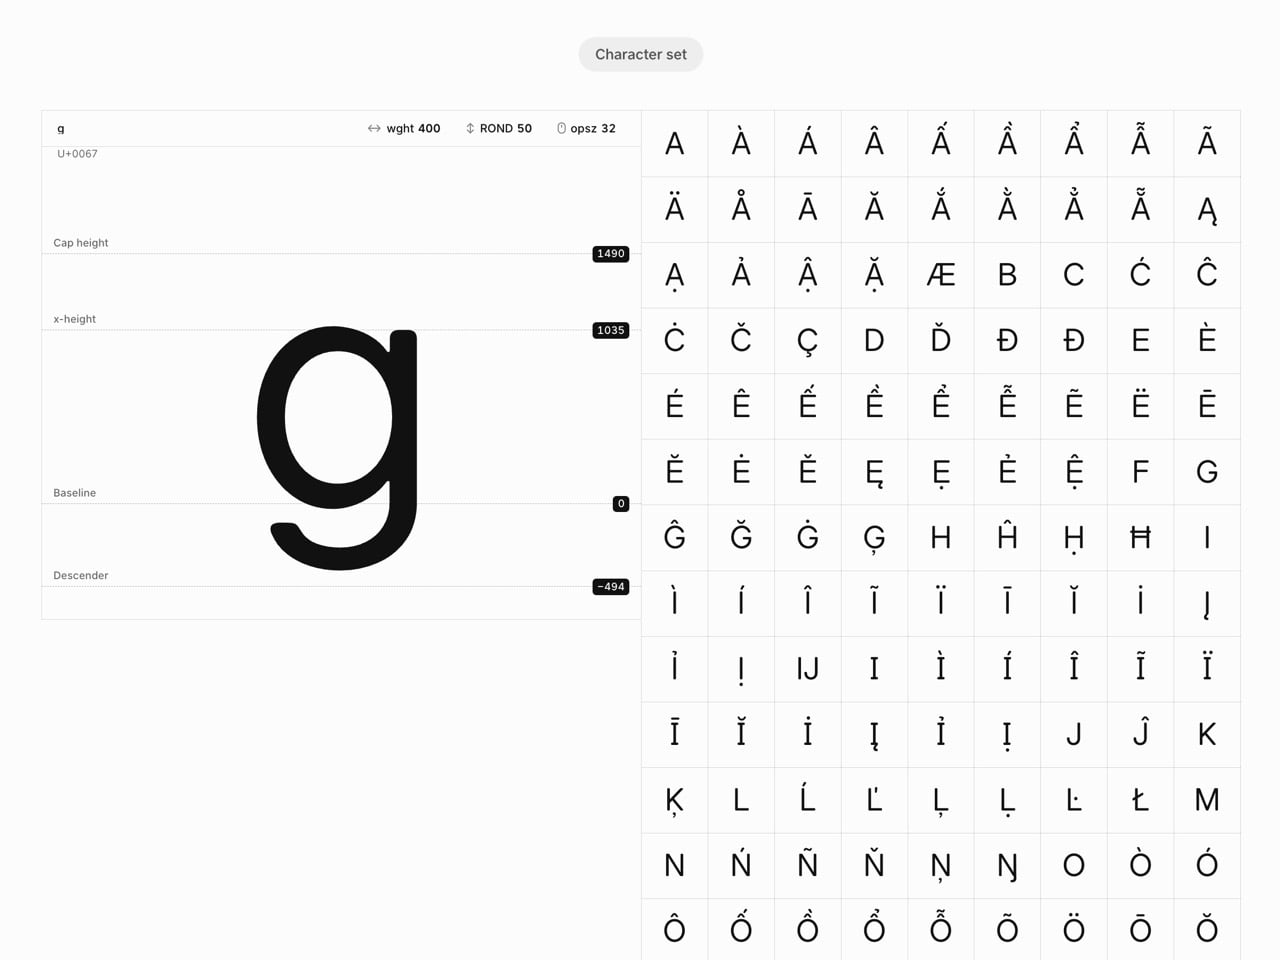 Character set
g
wght 400
ROND 50
opsz 32
U+0067
Cap height 1490
x-height 1035
g
Baseline 0
Descender −494
A À Á Â Ấ Ầ Ẩ Ẫ Ã
Ä Å Ā Ă Ắ Ằ Ẳ Ẵ Ą
Ạ Ả Ậ Ặ Æ B C Ć Ĉ
Ċ Č Ç D Ď Đ Ð E È
É Ê Ế Ề Ể Ễ Ẽ Ë Ē
Ĕ Ė Ě Ę Ẹ Ẻ Ệ F G
Ĝ Ğ Ġ Ģ H Ĥ Ḥ Ħ I
Ì Í Î Ĩ Ï Ī Ĭ İ Į
Ỉ Ị IJ I Ì Í Î Ĩ Ï
Ī Ĭ İ Į Ỉ Ị J Ĵ K
Ķ L Ĺ Ľ Ļ Ḷ Ŀ Ł M
N Ń Ñ Ň Ņ Ŋ O Ò Ó
Ô Ố Ồ Ổ Ỗ Õ Ö Ō Ŏ